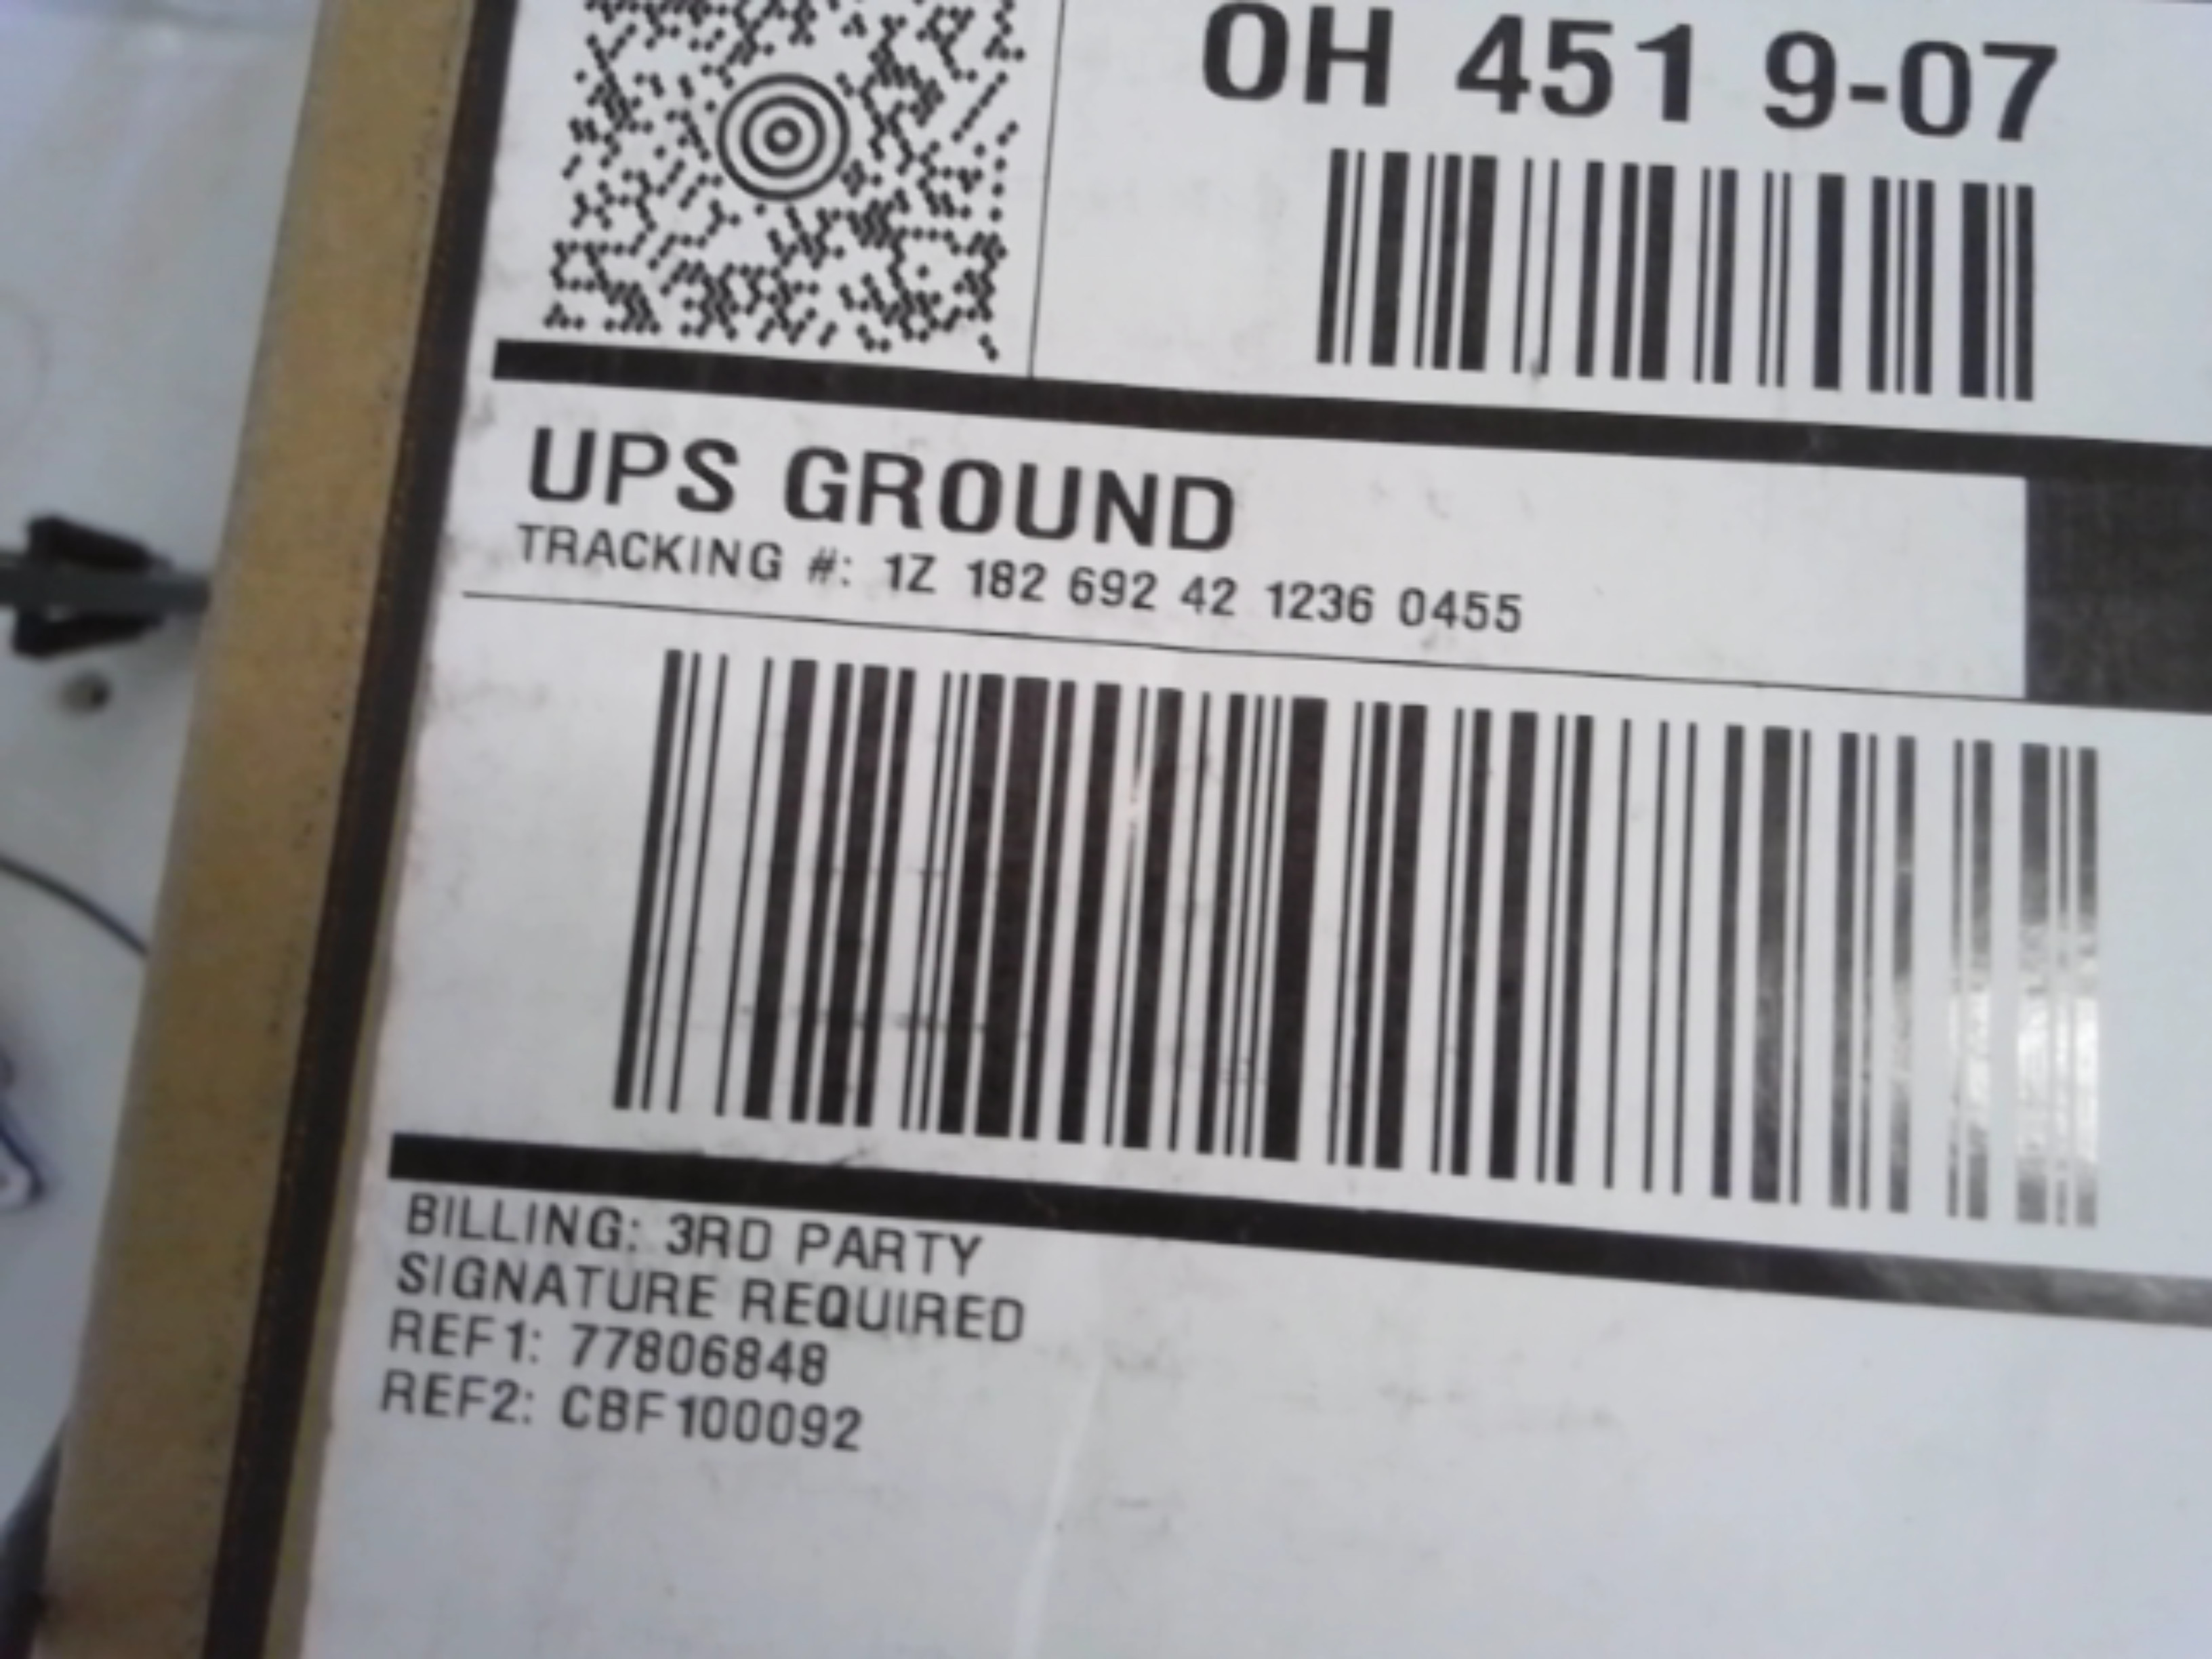 OH 451 9-07
UPS GROUND
TRACKING #: 1Z 182 692 42 1236 0455
BILLING: 3RD PARTY
SIGNATURE REQUIRED
REF1: 77806848
REF2: CBF100092